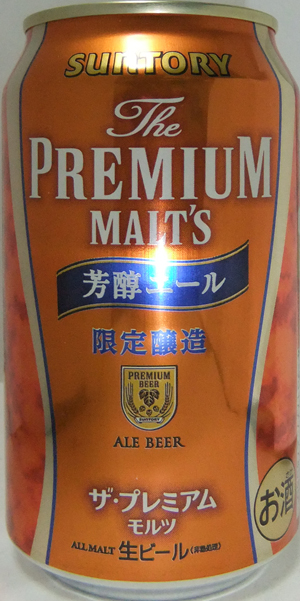 SUNTORY
The
PREMIUM
MALT'S
芳醇エール
限定醸造
PREMIUM
BEER
SUNTORY
ALE BEER
ザ・プレミアム
モルツ
お酒
ALL MALT 生ビール(非熱処理)